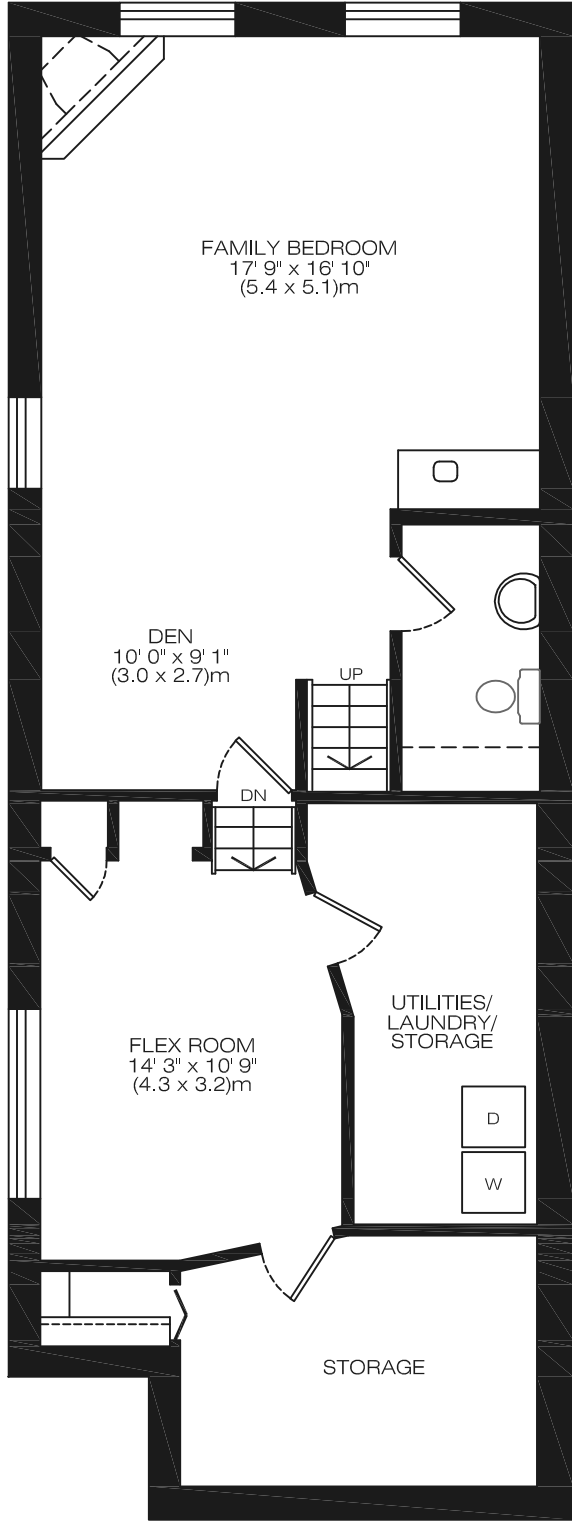 FAMILY BEDROOM
17' 9" x 16' 10"
(5.4 x 5.1)m
DEN
10' 0" x 9' 1"
(3.0 x 2.7)m
UP
DN
UTILITIES/
LAUNDRY/
STORAGE
FLEX ROOM
14' 3" x 10' 9"
(4.3 x 3.2)m
D
W
STORAGE